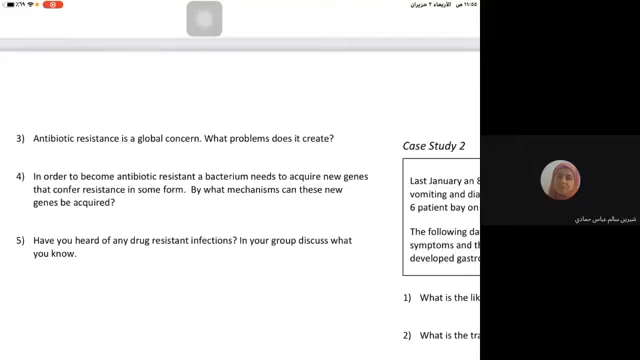 ٪٦٩
١١:٥٥ ص الأربعاء ٢ حزيران
3) Antibiotic resistance is a global concern. What problems does it create?
4) In order to become antibiotic resistant a bacterium needs to acquire new genes
that confer resistance in some form. By what mechanisms can these new
genes be acquired?
5) Have you heard of any drug resistant infections? In your group discuss what
you know.
Case Study 2
Last January an 8
vomiting and dia
6 patient bay on
The following da
symptoms and th
developed gastro
1) What is the lik
2) What is the tra
شيرين سالم عباس حمادي